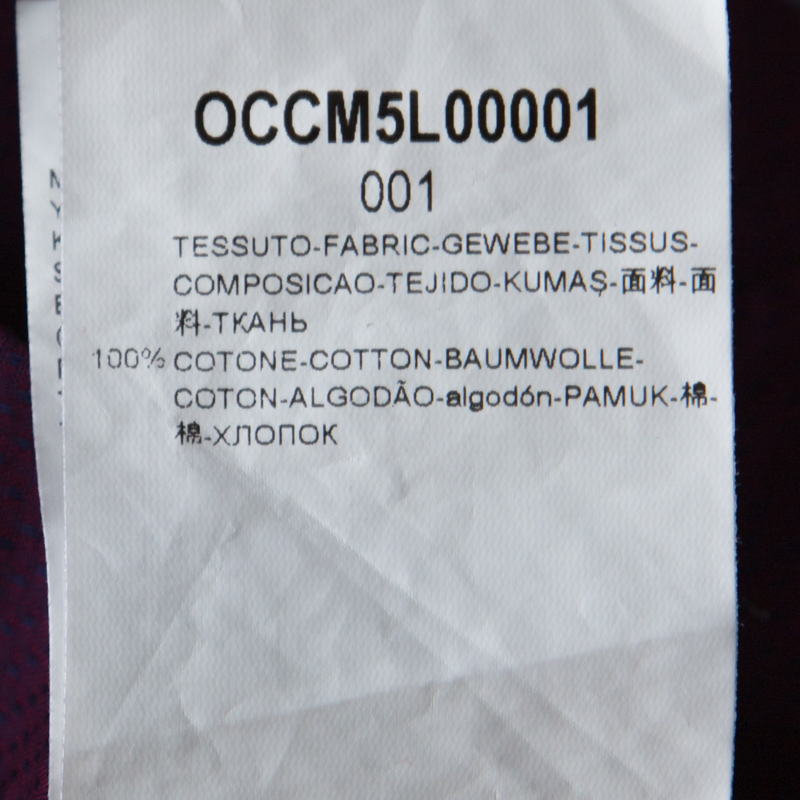 OCCM5L00001
001
TESSUTO-FABRIC-GEWEBE-TISSUS-
COMPOSICAO-TEJIDO-KUMAŞ-面料-面
料-ТКАНЬ
100% COTONE-COTTON-BAUMWOLLE-
COTON-ALGODÃO-algodón-PAMUK-棉-
棉-ХЛОПОК